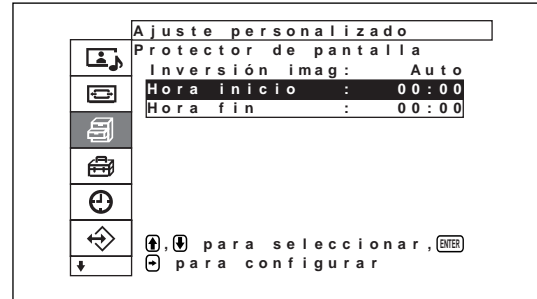 Ajuste personalizado
Protector de pantalla
Inversión imag: Auto
Hora inicio : 00:00
Hora fin : 00:00
, para seleccionar, ENTER
para configurar